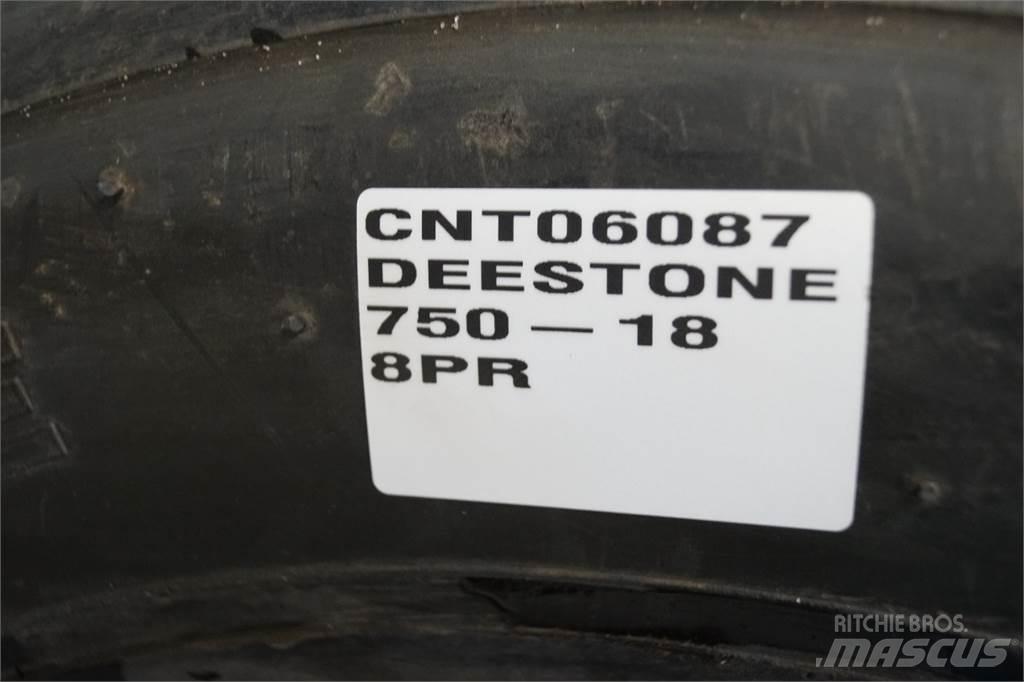 CNT06087
DEESTONE
750 — 18
8PR
RITCHIE BROS.
MASCUS